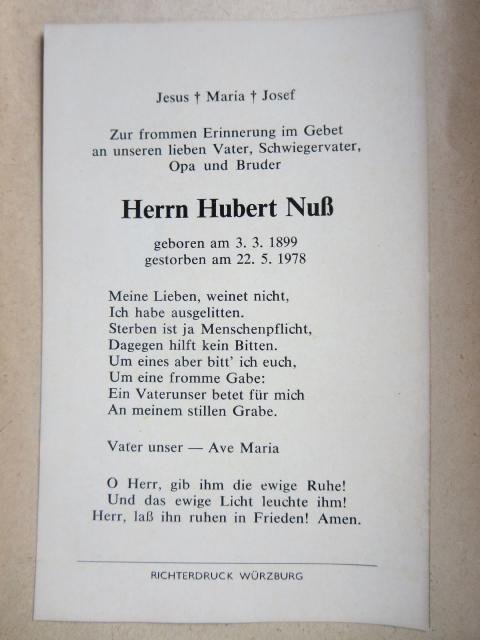 Jesus † Maria † Josef
Zur frommen Erinnerung im Gebet
an unseren lieben Vater, Schwiegervater,
Opa und Bruder
Herrn Hubert Nuß
geboren am 3. 3. 1899
gestorben am 22. 5. 1978
Meine Lieben, weinet nicht,
Ich habe ausgelitten.
Sterben ist ja Menschenpflicht,
Dagegen hilft kein Bitten.
Um eines aber bitt' ich euch,
Um eine fromme Gabe:
Ein Vaterunser betet für mich
An meinem stillen Grabe.
Vater unser — Ave Maria
O Herr, gib ihm die ewige Ruhe!
Und das ewige Licht leuchte ihm!
Herr, laß ihn ruhen in Frieden! Amen.
RICHTERDRUCK WÜRZBURG